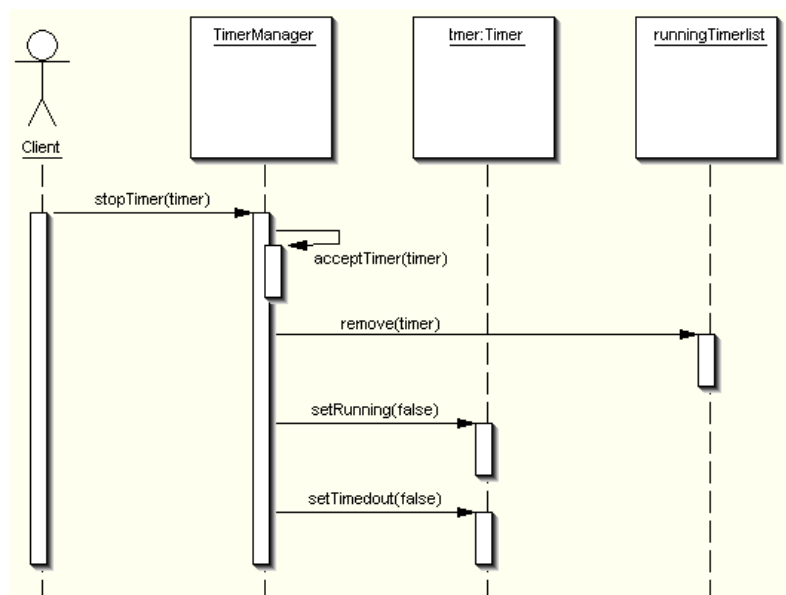 TimerManager
tmer:Timer
runningTimerlist
Client
stopTimer(timer)
acceptTimer(timer)
remove(timer)
setRunning(false)
setTimedout(false)